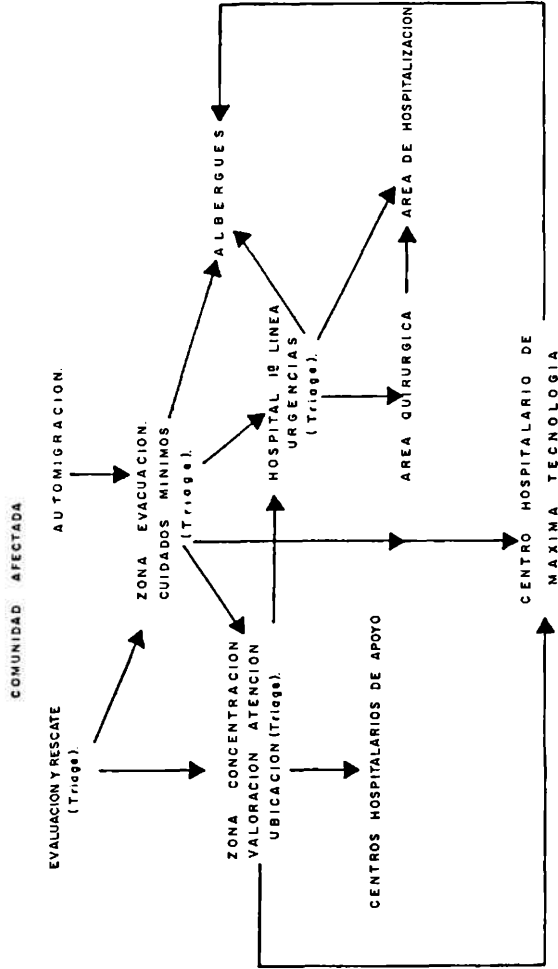 COMUNIDAD AFECTADA
EVALUACION Y RESCATE
(Triage).
AUTOMIGRACION.
ZONA EVACUACION.
CUIDADOS MINIMOS
(Triage).
ALBERGUES
ZONA CONCENTRACION
VALORACION ATENCION
UBICACION (Triage).
HOSPITAL 1º LINEA
URGENCIAS
(Triage).
CENTROS HOSPITALARIOS DE APOYO
AREA QUIRURGICA
AREA DE HOSPITALIZACION
CENTRO HOSPITALARIO DE
MAXIMA TECNOLOGIA